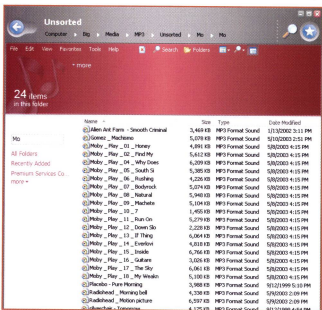 Unsorted
Computer Big Media MP3 Unsorted Mo Mo
File Edit View Favorites Tools Help Search Folders
more
24 items
in this folder
Name Size Type Date Modified
Mo
All Folders
Recently Added
Premium Services Co...
more
Alien Ant Farm - Smooth Criminal 3,469 KB MP3 Format Sound 1/13/2002 3:11 PM
Gomez _ Machismo 5,078 KB MP3 Format Sound 5/10/2003 2:51 PM
Moby _ Play _ 01 _ Honey 4,891 KB MP3 Format Sound 5/8/2003 4:15 PM
Moby _ Play _ 02 _ Find My 5,612 KB MP3 Format Sound 5/8/2003 4:15 PM
Moby _ Play _ 04 _ Why Does 6,209 KB MP3 Format Sound 5/8/2003 4:15 PM
Moby _ Play _ 05 _ South Si 5,385 KB MP3 Format Sound 5/8/2003 4:15 PM
Moby _ Play _ 06 _ Rushing 4,226 KB MP3 Format Sound 5/8/2003 4:15 PM
Moby _ Play _ 07 _ Bodyrock 5,074 KB MP3 Format Sound 5/8/2003 4:15 PM
Moby _ Play _ 08 _ Natural 5,948 KB MP3 Format Sound 5/8/2003 4:15 PM
Moby _ Play _ 09 _ Machete 5,104 KB MP3 Format Sound 5/8/2003 4:15 PM
Moby _ Play _ 10 _ 7 1,455 KB MP3 Format Sound 5/8/2003 4:15 PM
Moby _ Play _ 11 _ Run On 5,279 KB MP3 Format Sound 5/8/2003 4:15 PM
Moby _ Play _ 12 _ Down Slo 2,228 KB MP3 Format Sound 5/8/2003 4:15 PM
Moby _ Play _ 13 _ If Thing 6,064 KB MP3 Format Sound 5/8/2003 4:15 PM
Moby _ Play _ 14 _ Everlovi 4,818 KB MP3 Format Sound 5/8/2003 4:15 PM
Moby _ Play _ 15 _ Inside 6,766 KB MP3 Format Sound 5/8/2003 4:15 PM
Moby _ Play _ 16 _ Guitare 3,026 KB MP3 Format Sound 5/8/2003 4:15 PM
Moby _ Play _ 17 _ The Sky 6,061 KB MP3 Format Sound 5/8/2003 4:15 PM
Moby _ Play _ 18 _ My Weakn 5,100 KB MP3 Format Sound 5/8/2003 4:15 PM
Placebo - Pure Morning 3,988 KB MP3 Format Sound 9/12/1999 5:10 PM
Radiohead _ Morning bell 4,338 KB MP3 Format Sound 5/9/2003 2:09 PM
Radiohead _ Motion picture 6,597 KB MP3 Format Sound 5/9/2003 2:09 PM
silverchair - Tomorrow 4,175 KB MP3 Format Sound